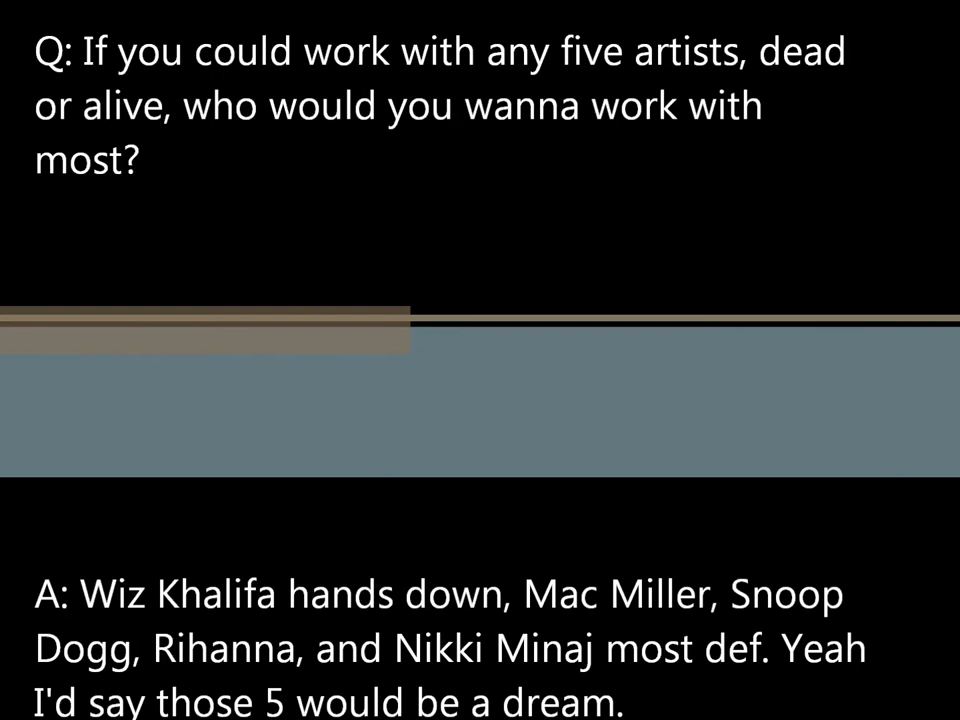 Q: If you could work with any five artists, dead
or alive, who would you wanna work with
most?
A: Wiz Khalifa hands down, Mac Miller, Snoop
Dogg, Rihanna, and Nikki Minaj most def. Yeah
I'd say those 5 would be a dream.